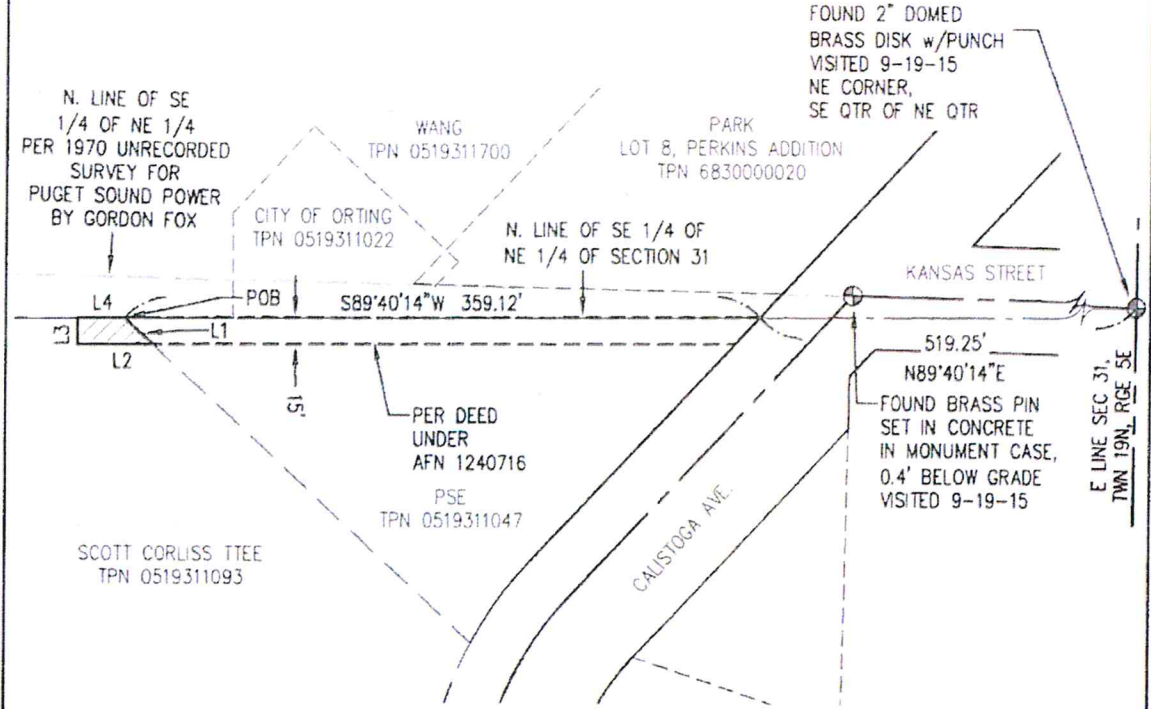 FOUND 2" DOMED
BRASS DISK w/PUNCH
VISITED 9-19-15
NE CORNER,
SE QTR OF NE QTR
N. LINE OF SE
1/4 OF NE 1/4
PER 1970 UNRECORDED
SURVEY FOR
PUGET SOUND POWER
BY GORDON FOX
WANG
TPN 0519311700
PARK
LOT 8, PERKINS ADDITION
TPN 6830000020
CITY OF ORTING
TPN 0519311022
N. LINE OF SE 1/4 OF
NE 1/4 OF SECTION 31
KANSAS STREET
L4
POB
S89°40'14"W 359.12'
L3
L1
L2
15'
519.25'
N89°40'14"E
PER DEED
UNDER
AFN 1240716
FOUND BRASS PIN
SET IN CONCRETE
IN MONUMENT CASE,
0.4' BELOW GRADE
VISITED 9-19-15
E LINE SEC 31,
TWN 19N, RGE 5E
PSE
TPN 0519311047
SCOTT CORLISS TTEE
TPN 0519311093
CALISTOGA AVE.